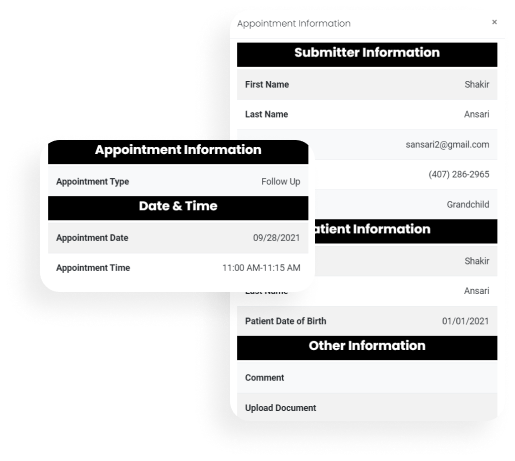 Appointment Information ×
Submitter Information
First Name Shakir
Last Name Ansari
sansari2@gmail.com
(407) 286-2965
Grandchild
atient Information
Shakir
Last Name Ansari
Patient Date of Birth 01/01/2021
Other Information
Comment
Upload Document
Appointment Information
Appointment Type Follow Up
Date & Time
Appointment Date 09/28/2021
Appointment Time 11:00 AM-11:15 AM